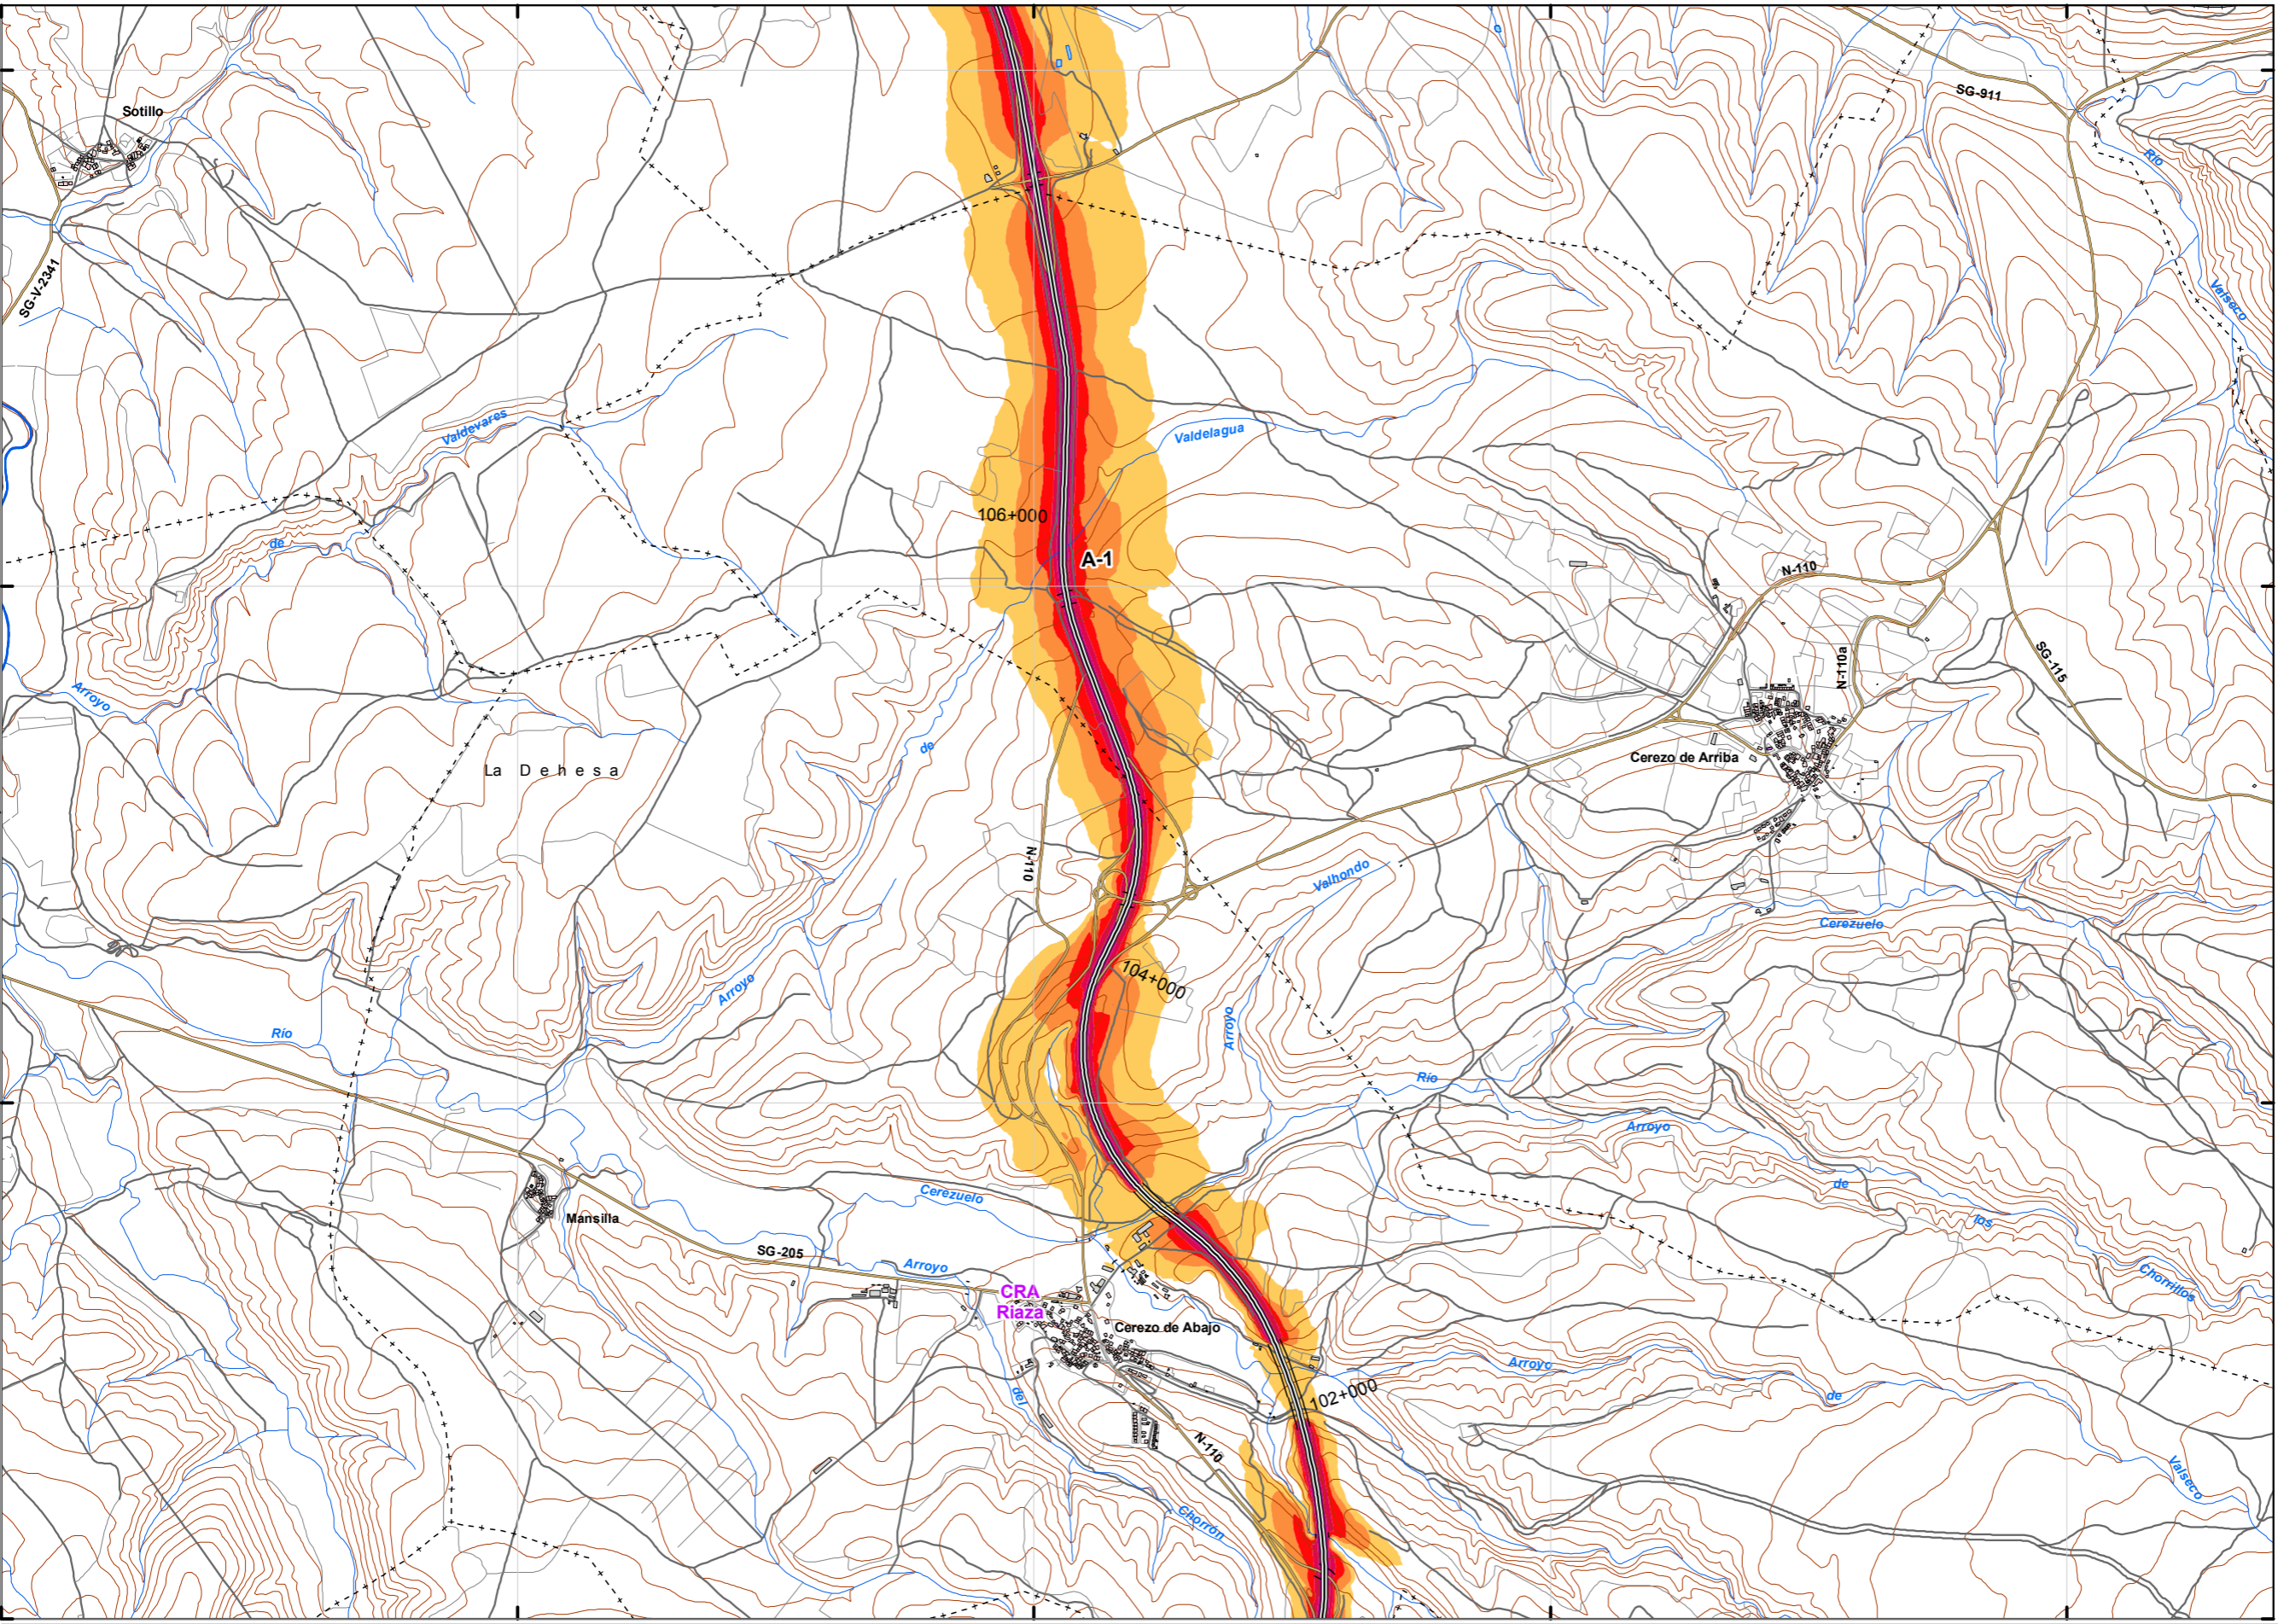 Sotillo
SG-911
Río
Valseco
SG-V-2341
Valdevares
Valdelagua
de
106+000
A-1
N-110
N-110a
SG-115
Arroyo
de
La Dehesa
Cerezo de Arriba
N-110
Valhondo
Cerezuelo
104+000
Arroyo
Río
Arroyo
Río
Arroyo
de
los
Chorrillos
Cerezuelo
Mansilla
SG-205
Arroyo
CRA
Riaza
Cerezo de Abajo
del
102+000
Arroyo
de
Valseco
N-110
Chorrón